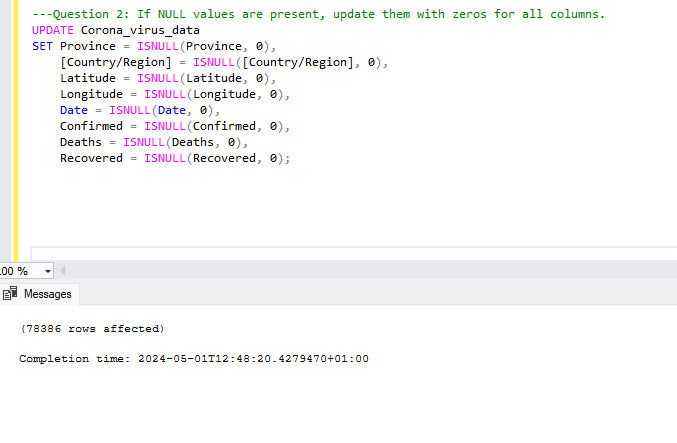 ---Question 2: If NULL values are present, update them with zeros for all columns.
UPDATE Corona_virus_data
SET Province = ISNULL(Province, 0),
[Country/Region] = ISNULL([Country/Region], 0),
Latitude = ISNULL(Latitude, 0),
Longitude = ISNULL(Longitude, 0),
Date = ISNULL(Date, 0),
Confirmed = ISNULL(Confirmed, 0),
Deaths = ISNULL(Deaths, 0),
Recovered = ISNULL(Recovered, 0);
.00 %
Messages
(78386 rows affected)
Completion time: 2024-05-01T12:48:20.4279470+01:00